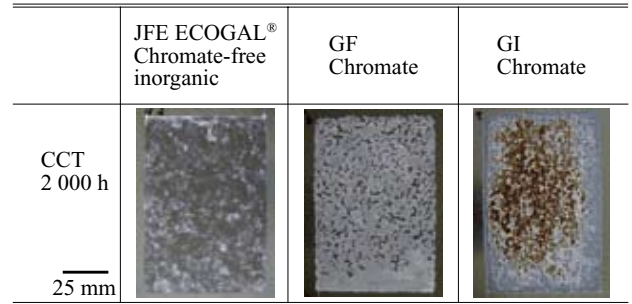 JFE ECOGAL®
Chromate-free
inorganic
GF
Chromate
GI
Chromate
CCT
2 000 h
25 mm